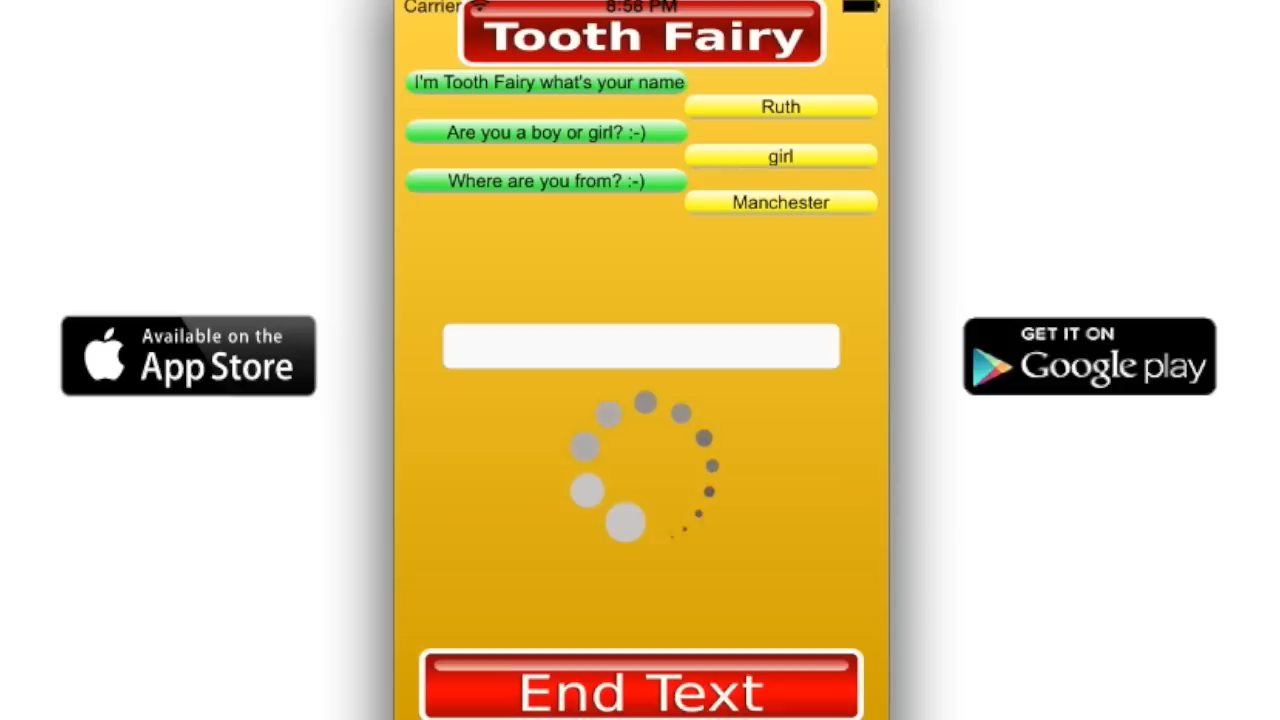 Carrier 8:58 PM
Tooth Fairy
I'm Tooth Fairy what's your name
Ruth
Are you a boy or girl? :-)
girl
Where are you from? :-)
Manchester
Available on the
App Store
GET IT ON
Google play
End Text